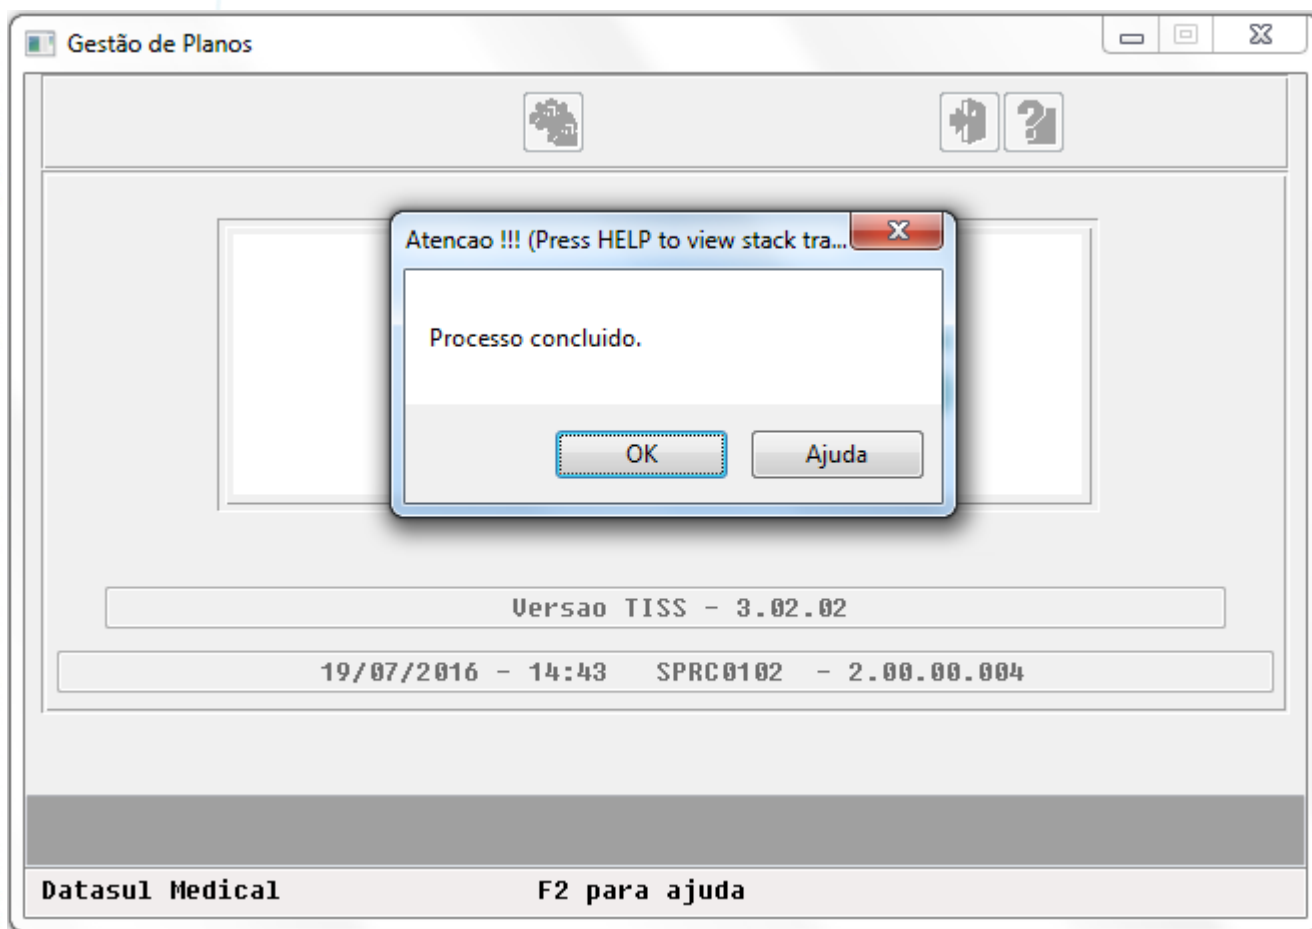 Gestão de Planos
Atencao !!! (Press HELP to view stack tra...
Processo concluido.
OK Ajuda
Versao TISS - 3.02.02
19/07/2016 - 14:43 SPRC0102 - 2.00.00.004
Datasul Medical F2 para ajuda